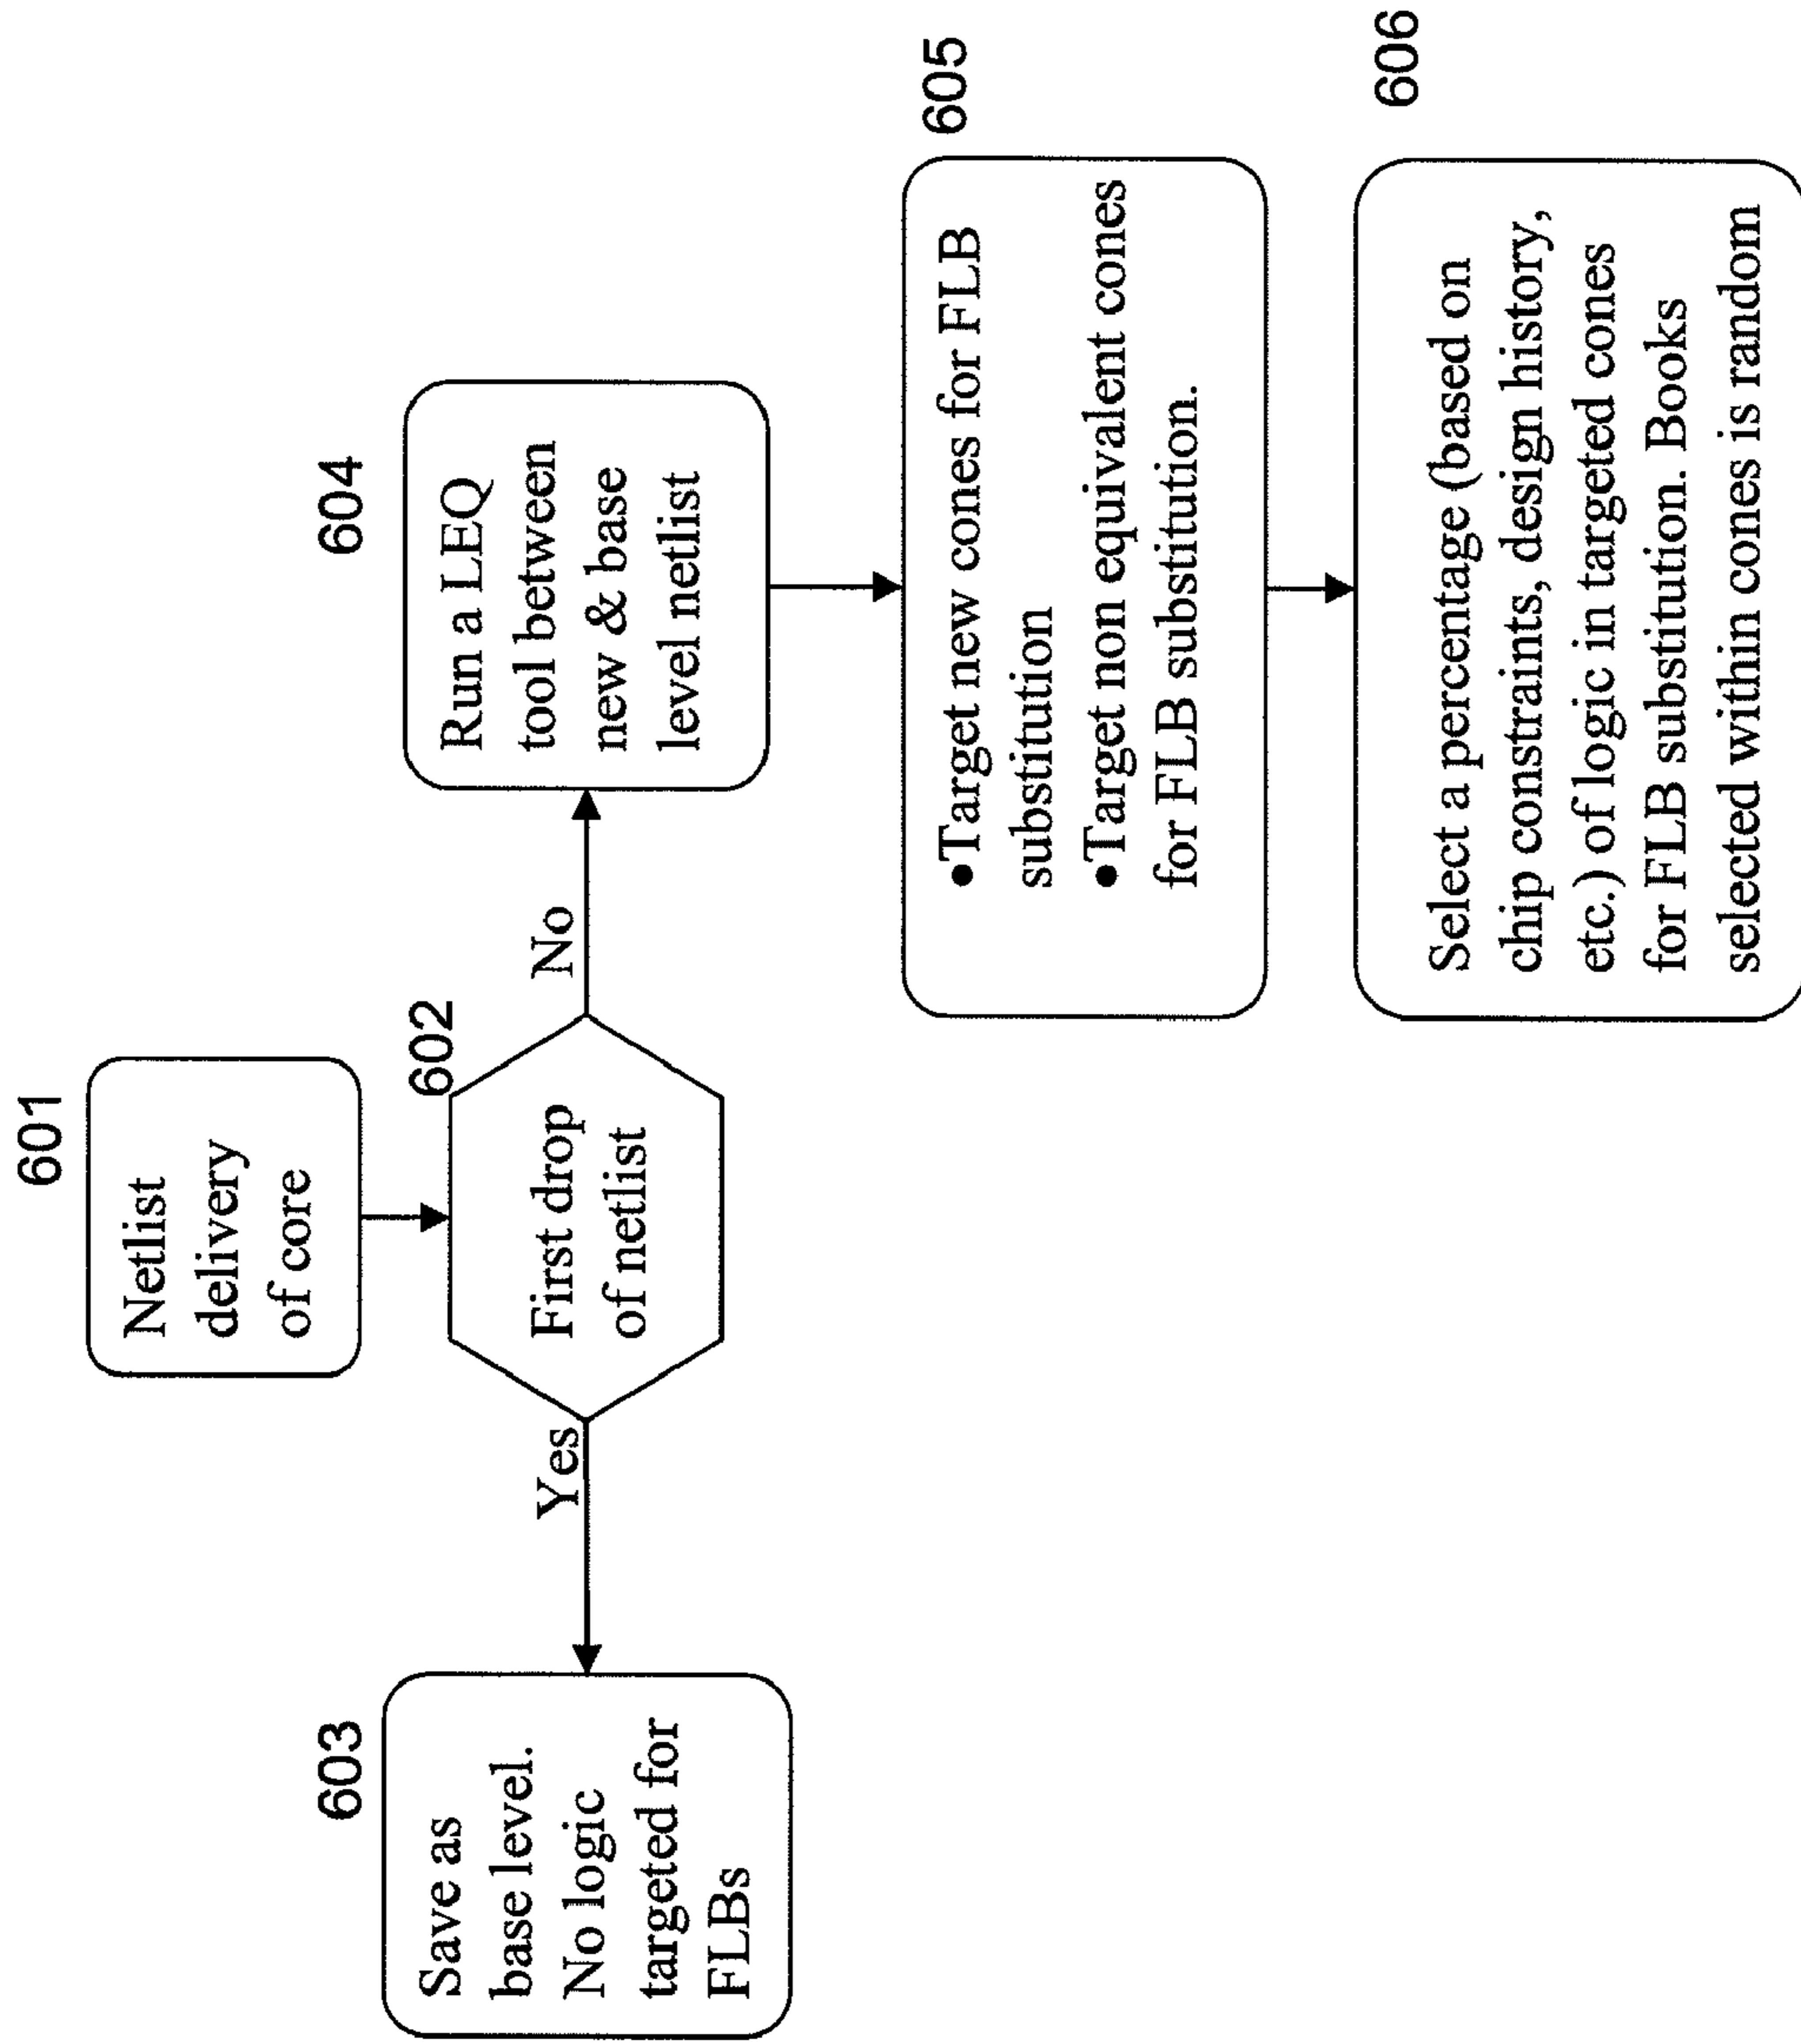 601
Netlist
delivery
of core
602
First drop
of netlist
Yes
No
603
Save as
base level.
No logic
targeted for
FLBs
604
Run a LEQ
tool between
new & base
level netlist
605
•Target new cones for FLB
substitution
•Target non equivalent cones
for FLB substitution.
606
Select a percentage (based on
chip constraints, design history,
etc.) of logic in targeted cones
for FLB substitution. Books
selected within cones is random